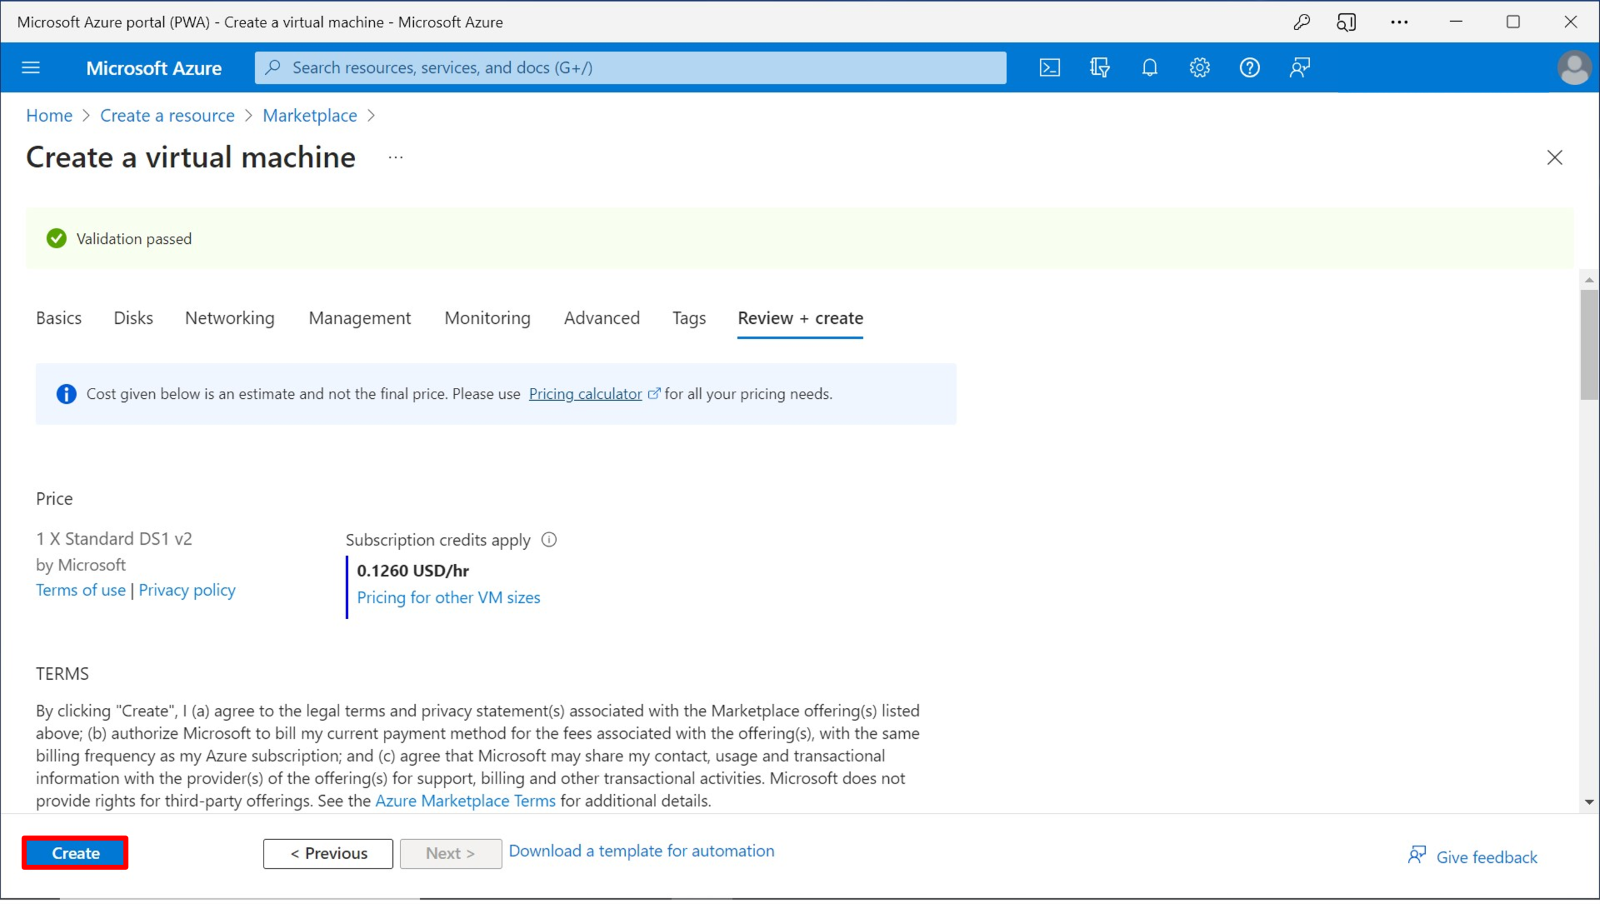 Microsoft Azure portal (PWA) - Create a virtual machine - Microsoft Azure
Microsoft Azure
Search resources, services, and docs (G+/)
Home > Create a resource > Marketplace >
Create a virtual machine ...
Validation passed
Basics Disks Networking Management Monitoring Advanced Tags Review + create
Cost given below is an estimate and not the final price. Please use Pricing calculator for all your pricing needs.
Price
1 X Standard DS1 v2
by Microsoft
Terms of use | Privacy policy
Subscription credits apply
0.1260 USD/hr
Pricing for other VM sizes
TERMS
By clicking "Create", I (a) agree to the legal terms and privacy statement(s) associated with the Marketplace offering(s) listed
above; (b) authorize Microsoft to bill my current payment method for the fees associated with the offering(s), with the same
billing frequency as my Azure subscription; and (c) agree that Microsoft may share my contact, usage and transactional
information with the provider(s) of the offering(s) for support, billing and other transactional activities. Microsoft does not
provide rights for third-party offerings. See the Azure Marketplace Terms for additional details.
Create
< Previous
Next >
Download a template for automation
Give feedback